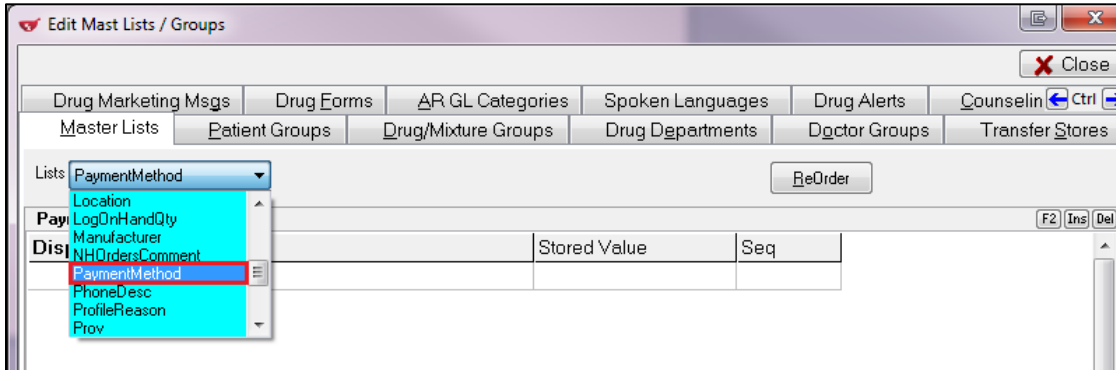 Edit Mast Lists / Groups
X
Close
Drug Marketing Msgs Drug Forms AR GL Categories Spoken Languages Drug Alerts Counselin Ctrl
Master Lists Patient Groups Drug/Mixture Groups Drug Departments Doctor Groups Transfer Stores
Lists PaymentMethod ReOrder
Location
Pay LogOnHandQty F2 Ins Del
Manufacturer
Disp NHOrdersComment Stored Value Seq
PaymentMethod
PhoneDesc
ProfileReason
Prov